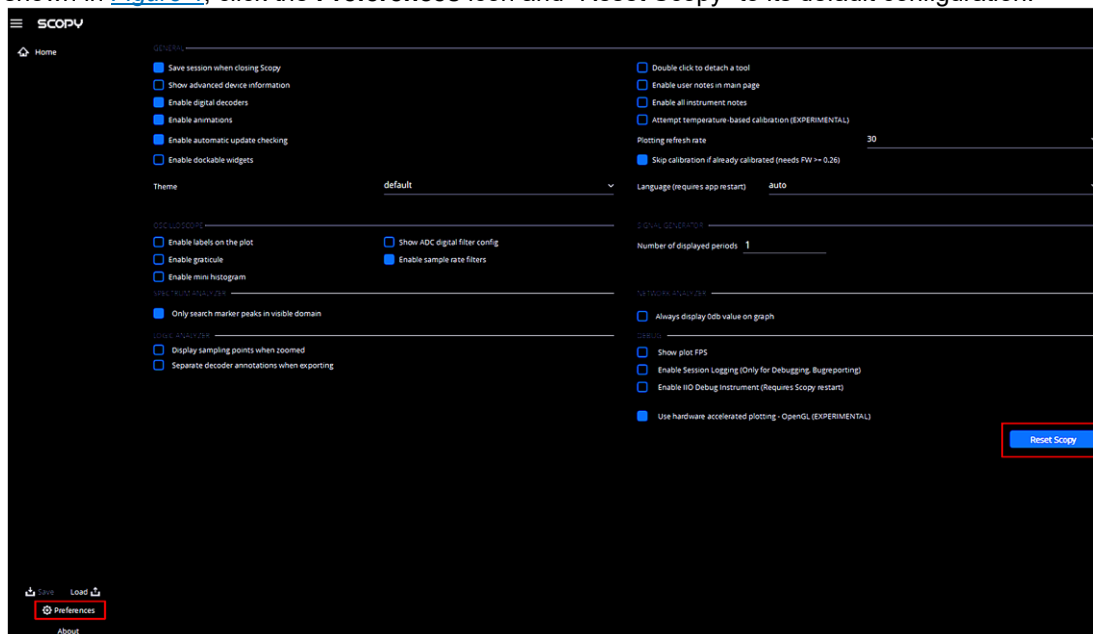 shown in Figure 4, click the Preferences icon and "Reset Scopy" to its default configuration.
SCOPY
Home
GENERAL
Save session when closing Scopy
Show advanced device information
Enable digital decoders
Enable animations
Enable automatic update checking
Enable dockable widgets
Theme default
Double click to detach a tool
Enable user notes in main page
Enable all instrument notes
Attempt temperature-based calibration (EXPERIMENTAL)
Plotting refresh rate 30
Skip calibration if already calibrated (needs FW >= 0.26)
Language (requires app restart) auto
OSCILLOSCOPE
Enable labels on the plot
Enable graticule
Enable mini histogram
Show ADC digital filter config
Enable sample rate filters
SIGNAL GENERATOR
Number of displayed periods 1
SPECTRUM ANALYZER
Only search marker peaks in visible domain
NETWORK ANALYZER
Always display 0db value on graph
LOGIC ANALYZER
Display sampling points when zoomed
Separate decoder annotations when exporting
DEBUG
Show plot FPS
Enable Session Logging (Only for Debugging, Bugreporting)
Enable IIO Debug Instrument (Requires Scopy restart)
Use hardware accelerated plotting - OpenGL (EXPERIMENTAL)
Reset Scopy
Save Load
Preferences
About